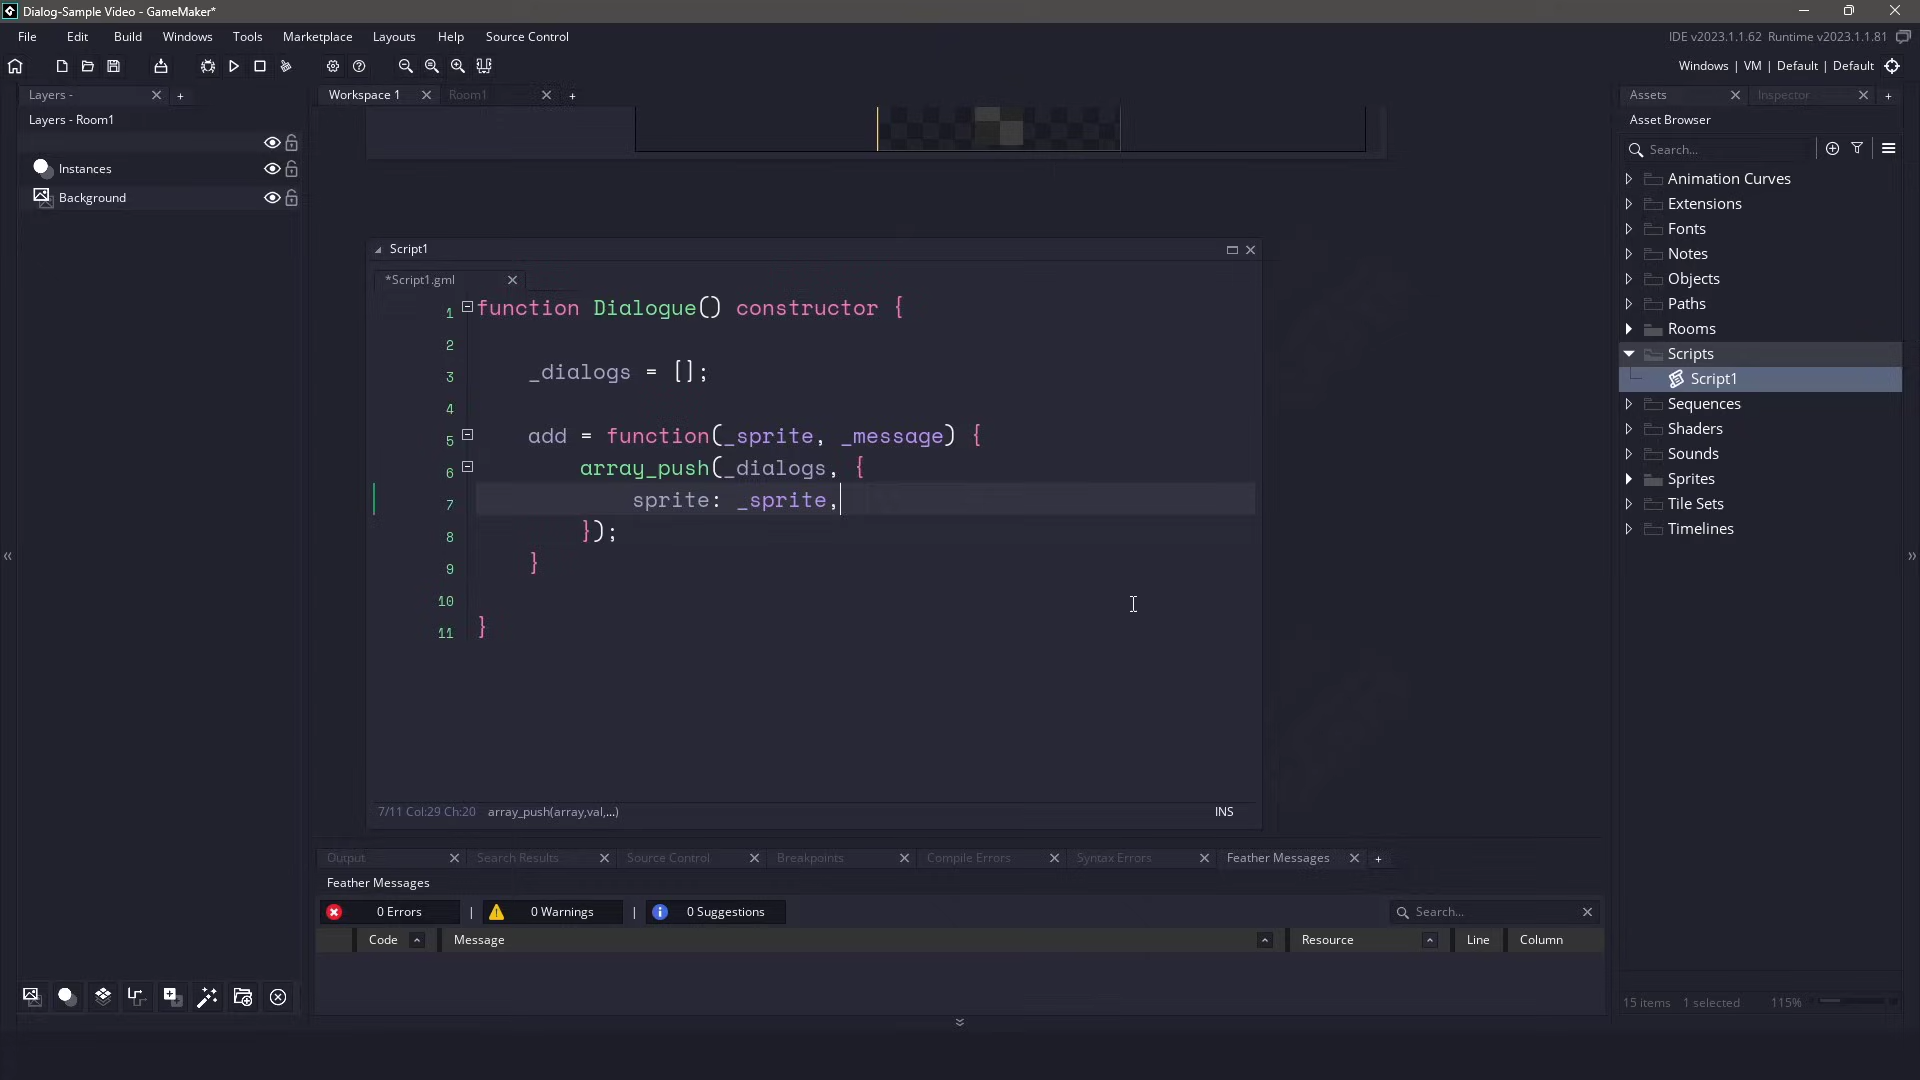 Dialog-Sample Video - GameMaker*
File Edit Build Windows Tools Marketplace Layouts Help Source Control
IDE v2023.1.1.62 Runtime v2023.1.1.81
Windows | VM | Default | Default
Layers -
Workspace 1
Room1
Assets
Inspector
Layers - Room1
Asset Browser
Search...
Instances
Background
Animation Curves
Extensions
Fonts
Notes
Objects
Paths
Rooms
Scripts
Script1
Sequences
Shaders
Sounds
Sprites
Tile Sets
Timelines
Script1
*Script1.gml
1 function Dialogue() constructor {
2
3 _dialogs = [];
4
5 add = function(_sprite, _message) {
6 array_push(_dialogs, {
7 sprite: _sprite,
8 });
9 }
10
11 }
7/11 Col:29 Ch:20 array_push(array,val,...)
INS
Output
Search Results
Source Control
Breakpoints
Compile Errors
Syntax Errors
Feather Messages
Feather Messages
0 Errors | 0 Warnings | 0 Suggestions
Search...
Code Message Resource Line Column
15 items 1 selected 115%